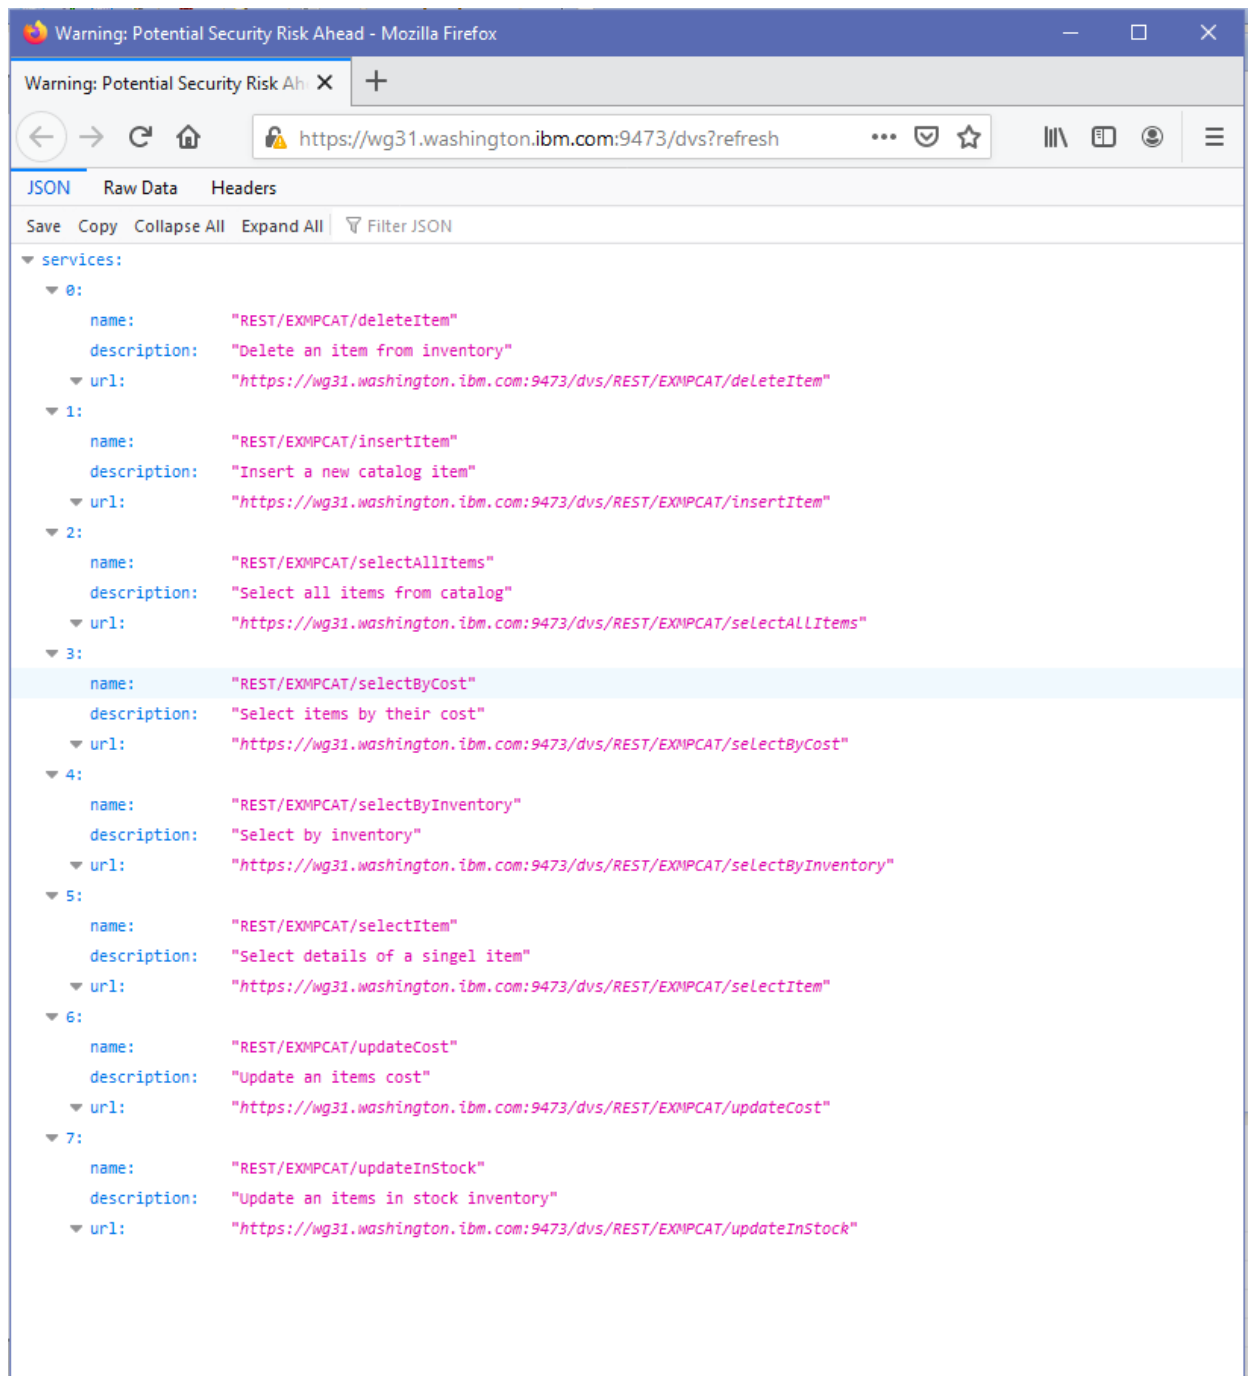 Warning: Potential Security Risk Ahead - Mozilla Firefox
Warning: Potential Security Risk Ah
https://wg31.washington.ibm.com:9473/dvs?refresh
JSON Raw Data Headers
Save Copy Collapse All Expand All Filter JSON
services:
0:
name: "REST/EXMPCAT/deleteItem"
description: "Delete an item from inventory"
url: "https://wg31.washington.ibm.com:9473/dvs/REST/EXMPCAT/deleteItem"
1:
name: "REST/EXMPCAT/insertItem"
description: "Insert a new catalog item"
url: "https://wg31.washington.ibm.com:9473/dvs/REST/EXMPCAT/insertItem"
2:
name: "REST/EXMPCAT/selectAllItems"
description: "Select all items from catalog"
url: "https://wg31.washington.ibm.com:9473/dvs/REST/EXMPCAT/selectAllItems"
3:
name: "REST/EXMPCAT/selectByCost"
description: "Select items by their cost"
url: "https://wg31.washington.ibm.com:9473/dvs/REST/EXMPCAT/selectByCost"
4:
name: "REST/EXMPCAT/selectByInventory"
description: "Select by inventory"
url: "https://wg31.washington.ibm.com:9473/dvs/REST/EXMPCAT/selectByInventory"
5:
name: "REST/EXMPCAT/selectItem"
description: "Select details of a singel item"
url: "https://wg31.washington.ibm.com:9473/dvs/REST/EXMPCAT/selectItem"
6:
name: "REST/EXMPCAT/updateCost"
description: "Update an items cost"
url: "https://wg31.washington.ibm.com:9473/dvs/REST/EXMPCAT/updateCost"
7:
name: "REST/EXMPCAT/updateInStock"
description: "Update an items in stock inventory"
url: "https://wg31.washington.ibm.com:9473/dvs/REST/EXMPCAT/updateInStock"